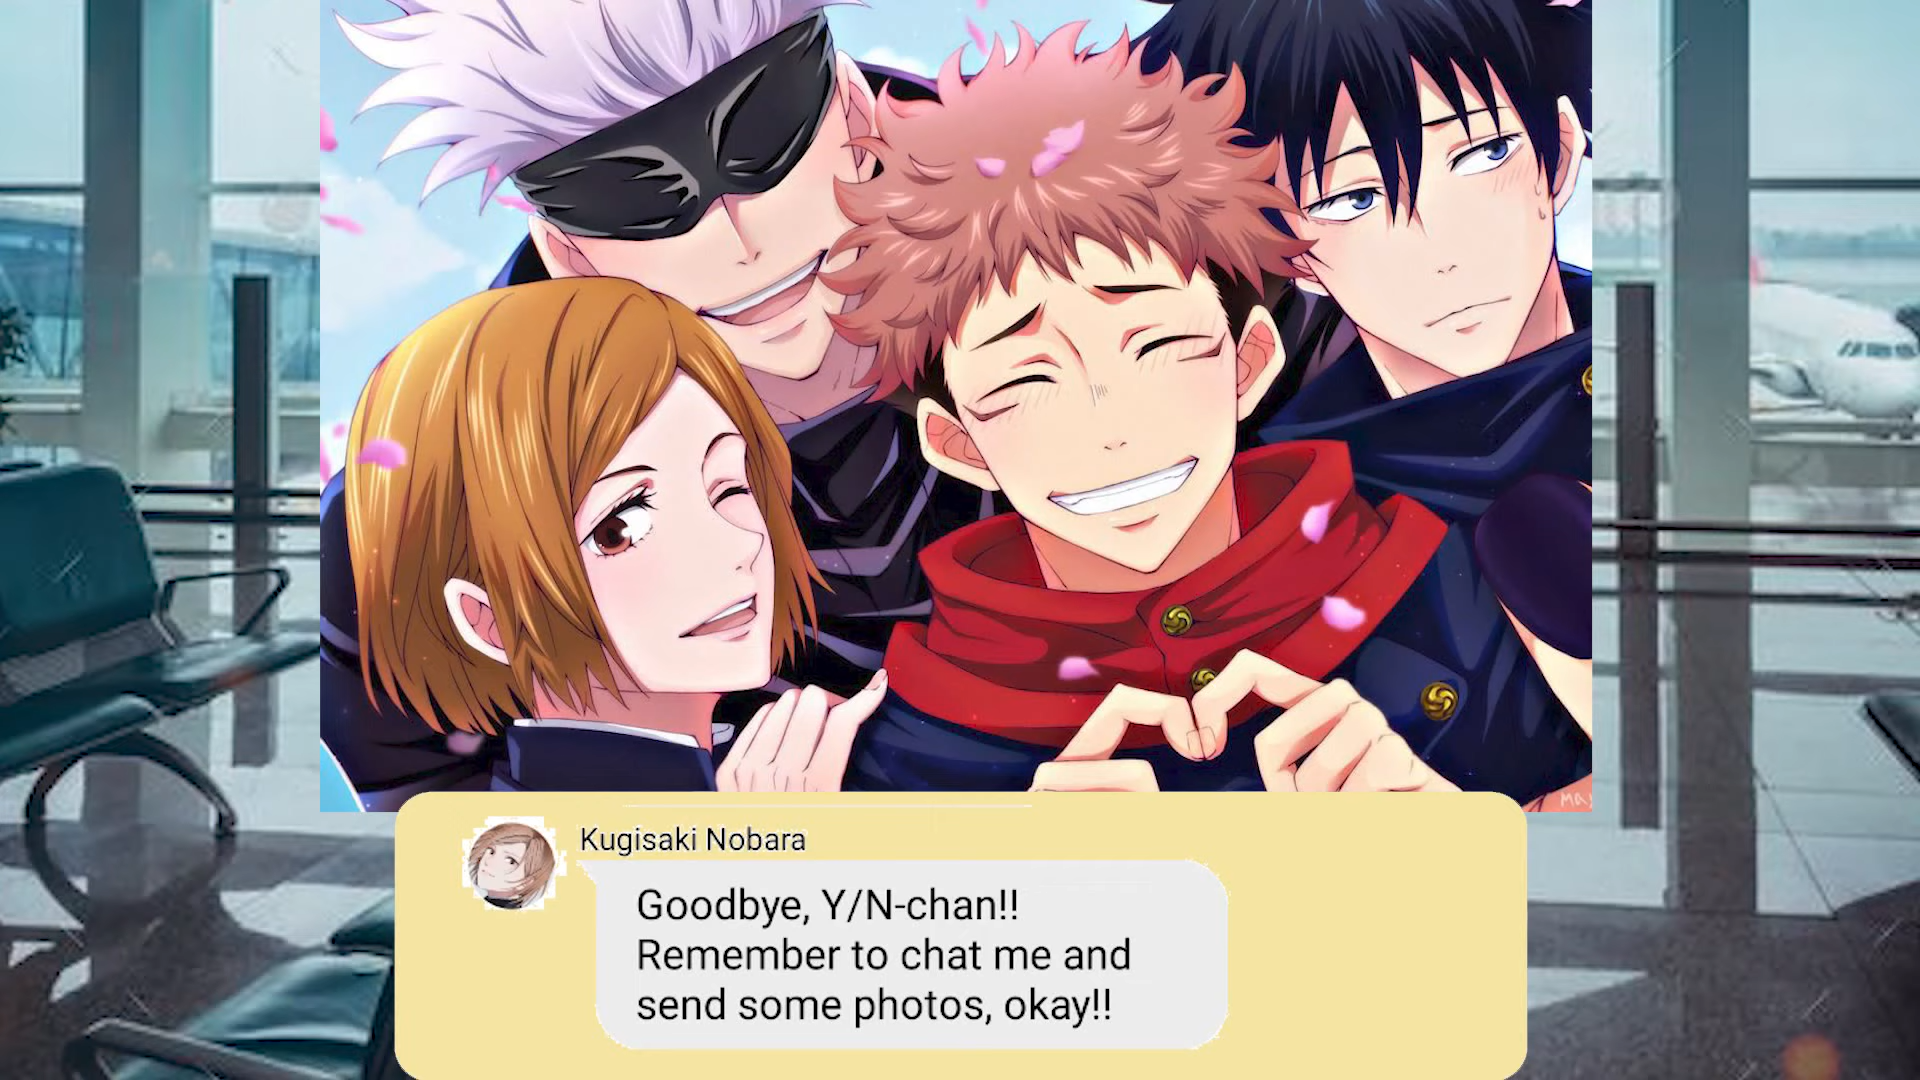 Kugisaki Nobara
Goodbye, Y/N-chan!!
Remember to chat me and
send some photos, okay!!